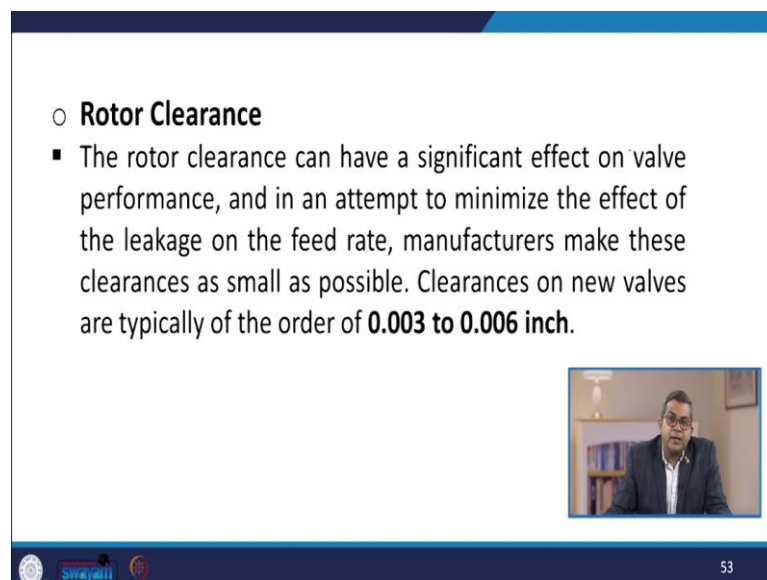 Rotor Clearance
The rotor clearance can have a significant effect on valve
performance, and in an attempt to minimize the effect of
the leakage on the feed rate, manufacturers make these
clearances as small as possible. Clearances on new valves
are typically of the order of 0.003 to 0.006 inch.
swayam
53